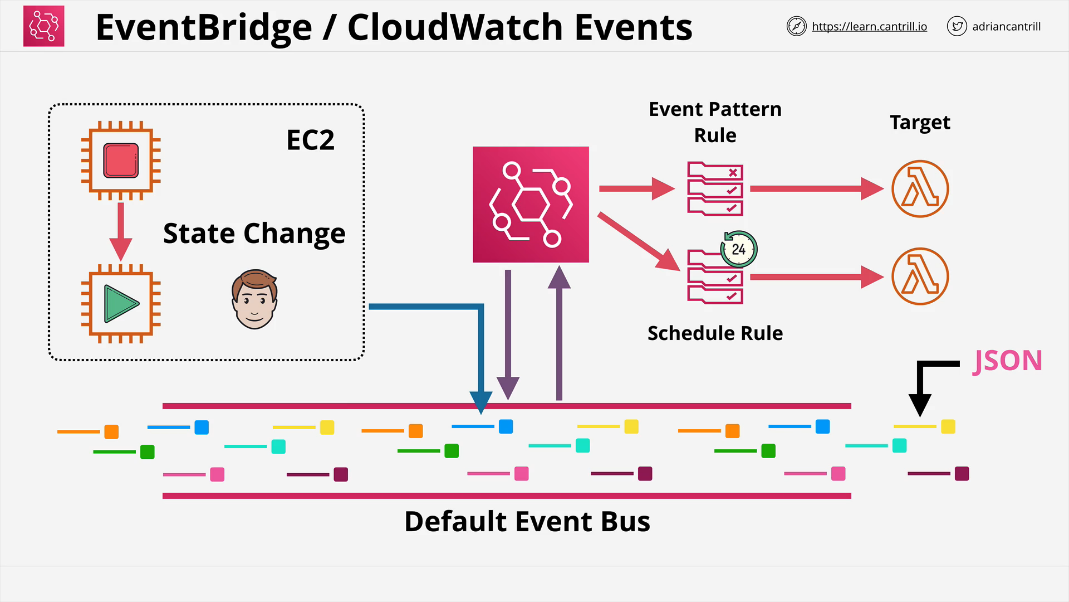 EventBridge / CloudWatch Events
https://learn.cantrill.io
adriancantrill
EC2
State Change
Event Pattern
Rule
Target
24
Schedule Rule
JSON
Default Event Bus